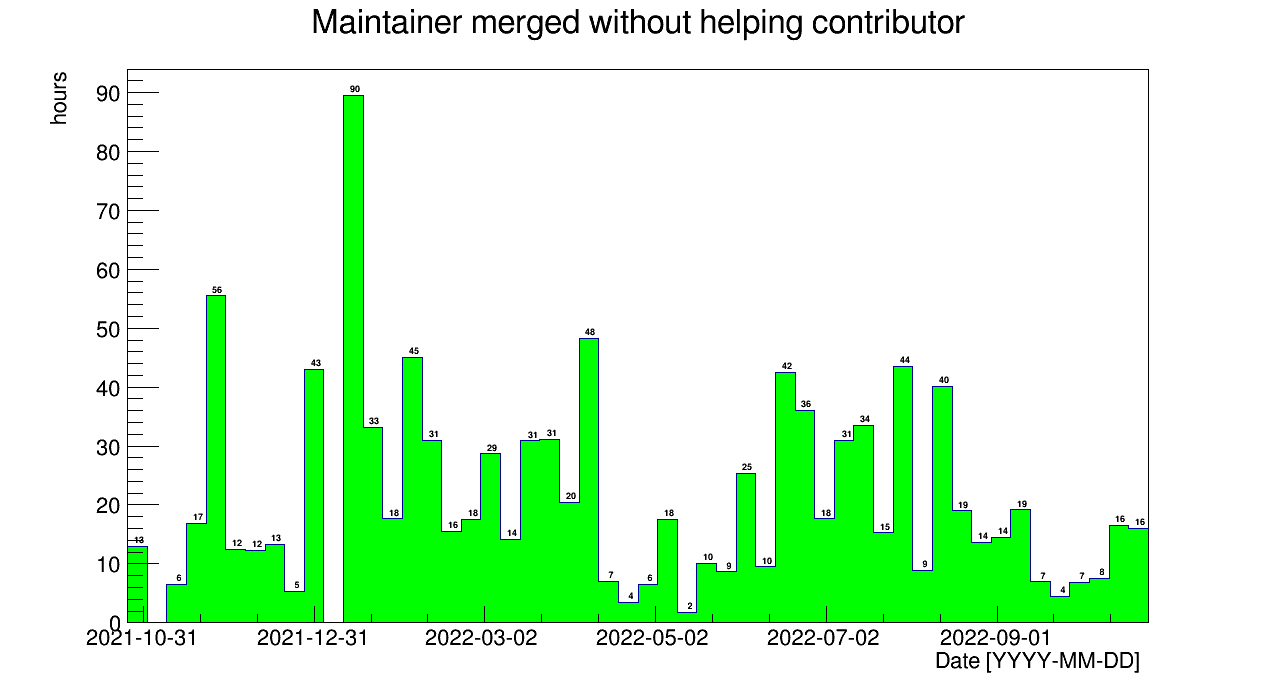 Maintainer merged without helping contributor
hours
90
80
70
60
50
40
30
20
10
0
13 6 17 56 12 12 13 5 43 90 33 18 45 31 16 18 29 14 31 31 20 48 7 4 6 18 2 10 9 25 10 42 36 18 31 34 15 44 9 40 19 14 14 19 7 4 7 8 16 16
2021-10-31 2021-12-31 2022-03-02 2022-05-02 2022-07-02 2022-09-01
Date [YYYY-MM-DD]